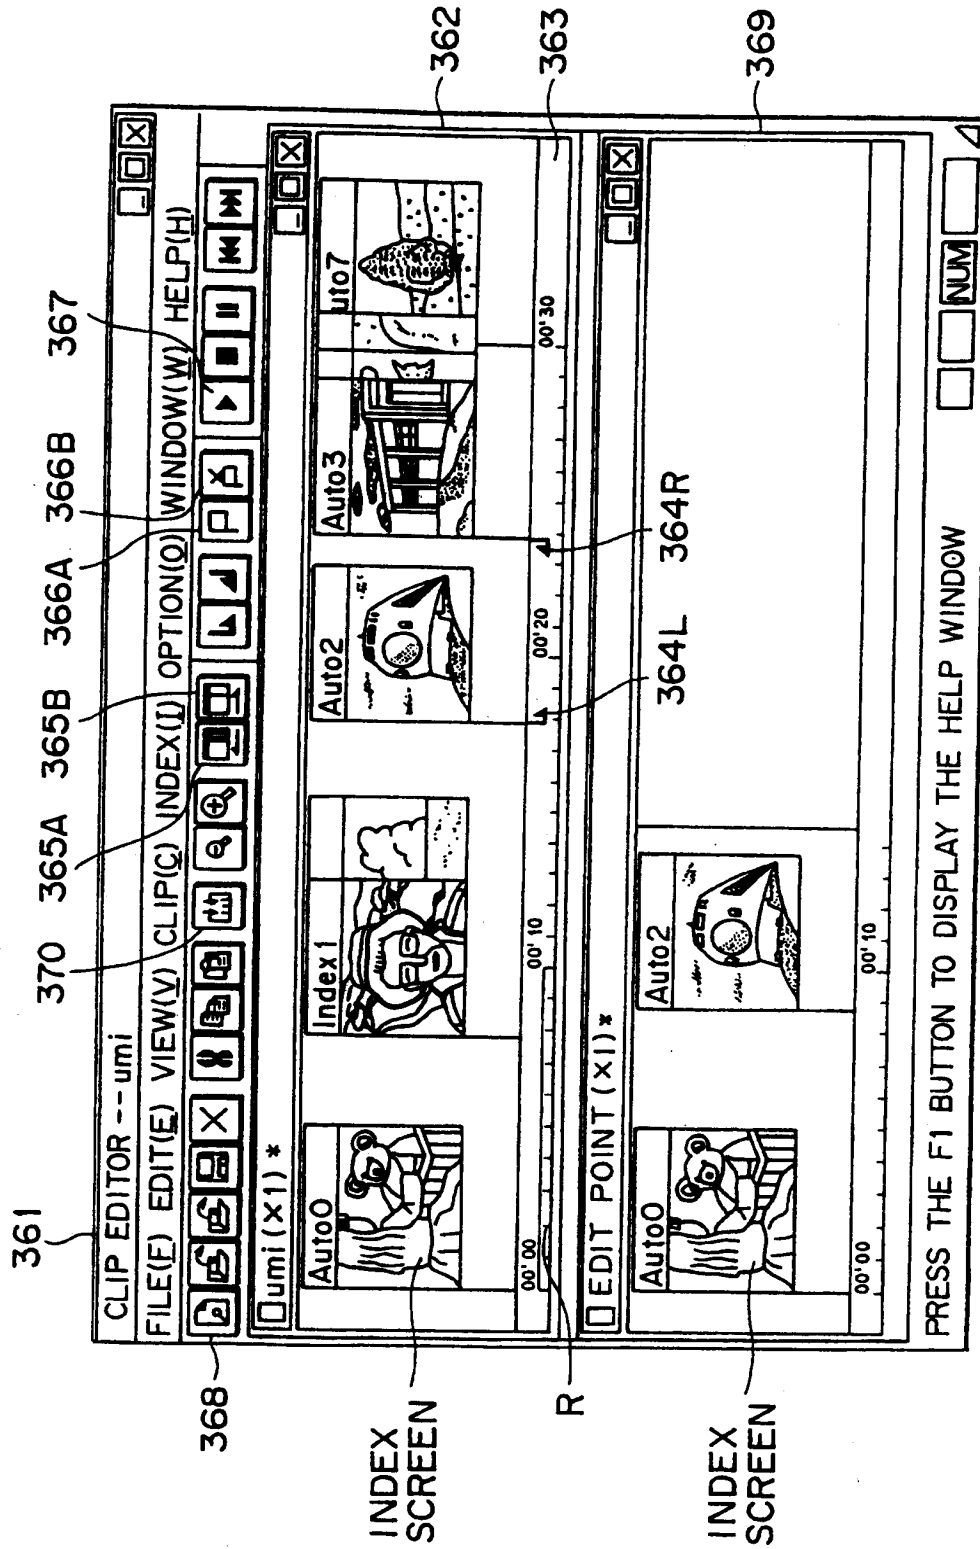 361
370 365A 365B 366A 366B 367
CLIP EDITOR -- umi
FILE(F) EDIT(E) VIEW(V) CLIP(C) INDEX(I) OPTION(O) WINDOW(W) HELP(H)
368
umi (×1) *
362
Auto0 Index1 Auto2 Auto3 uto7
INDEX
SCREEN
00'00 00'10 00'20 00'30
363
R
364L 364R
EDIT POINT (×1)*
369
Auto0 Auto2
INDEX
SCREEN
00'00 00'10
PRESS THE F1 BUTTON TO DISPLAY THE HELP WINDOW
NUM